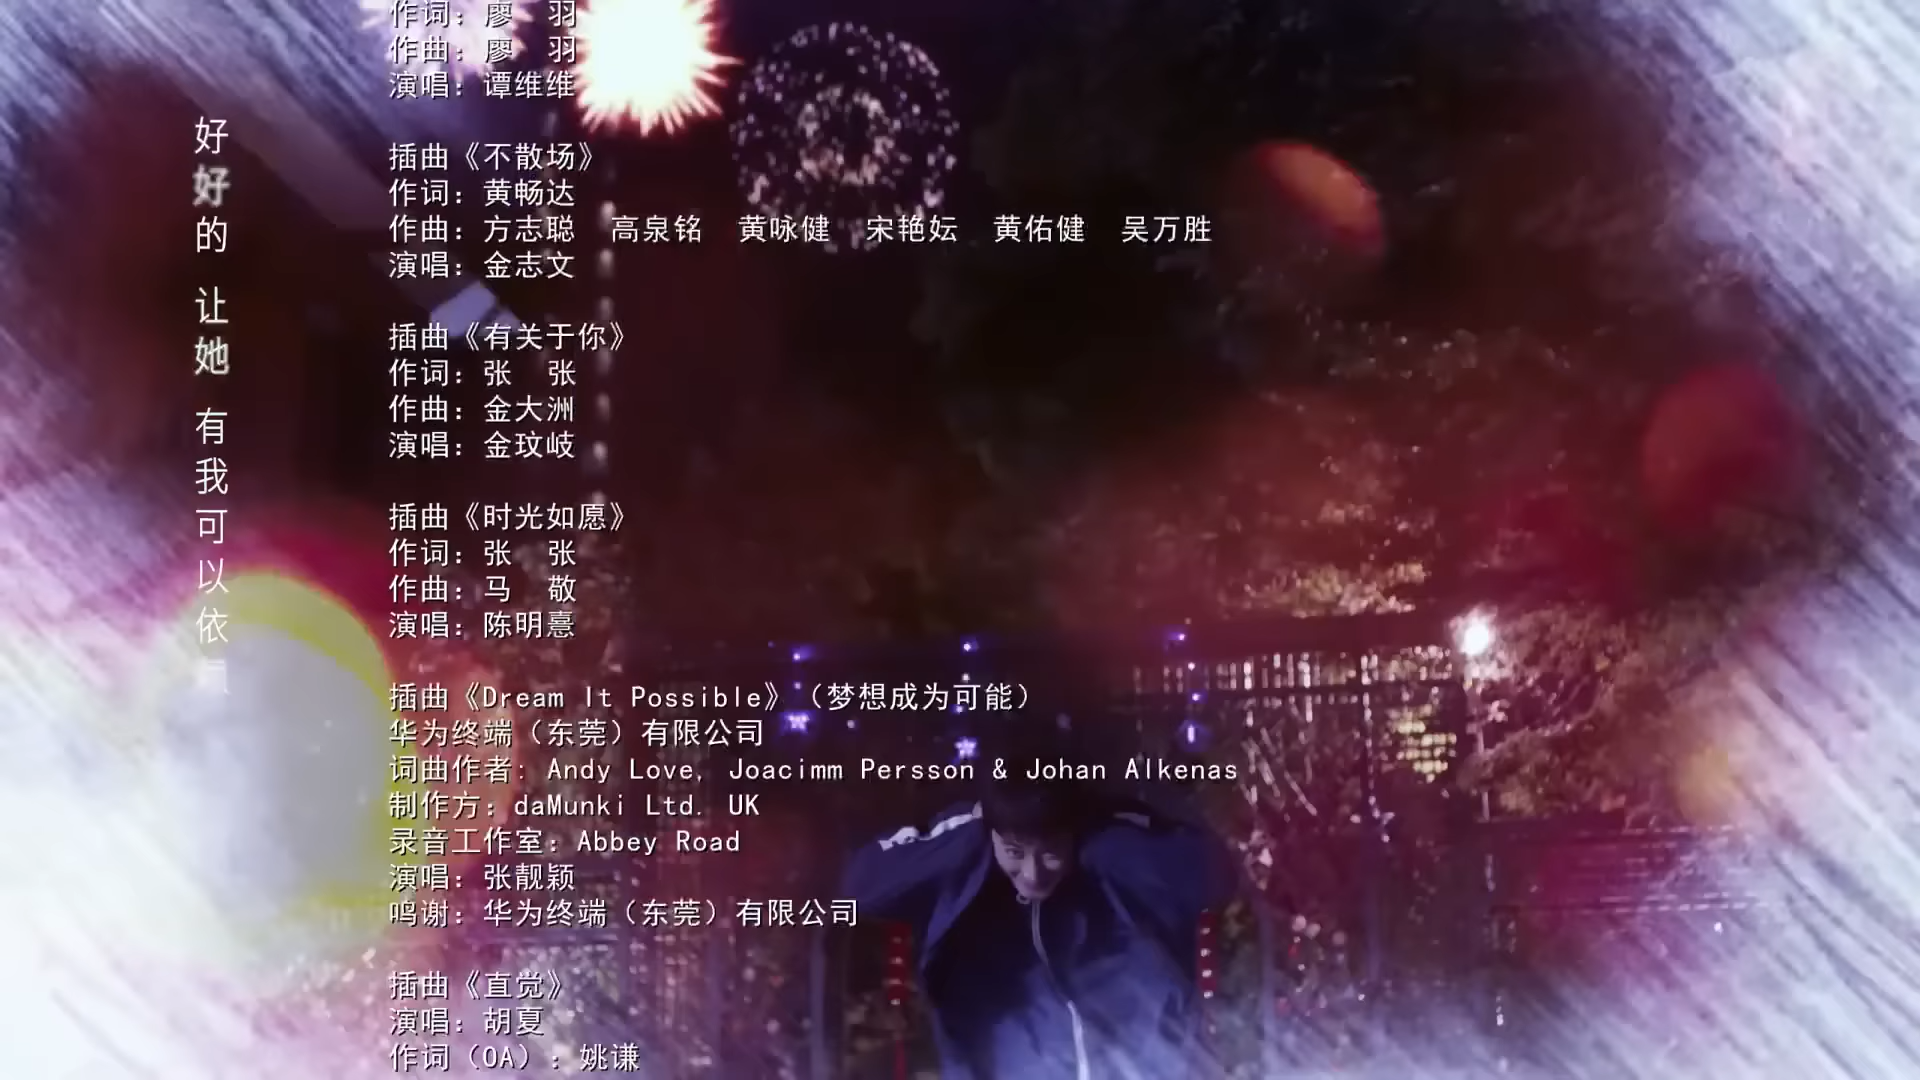 好好的 让她 有我可以依
作词：廖　羽
作曲：廖　羽
演唱：谭维维
插曲《不散场》
作词：黄畅达
作曲：方志聪　高泉铭　黄咏健　宋艳妘　黄佑健　吴万胜
演唱：金志文
插曲《有关于你》
作词：张　张
作曲：金大洲
演唱：金玟岐
插曲《时光如愿》
作词：张　张
作曲：马　敬
演唱：陈明憙
插曲《Dream It Possible》（梦想成为可能）
华为终端（东莞）有限公司
词曲作者: Andy Love, Joacimm Persson & Johan Alkenas
制作方：daMunki Ltd. UK
录音工作室：Abbey Road
演唱：张靓颖
鸣谢：华为终端（东莞）有限公司
插曲《直觉》
演唱：胡夏
作词（OA）：姚谦